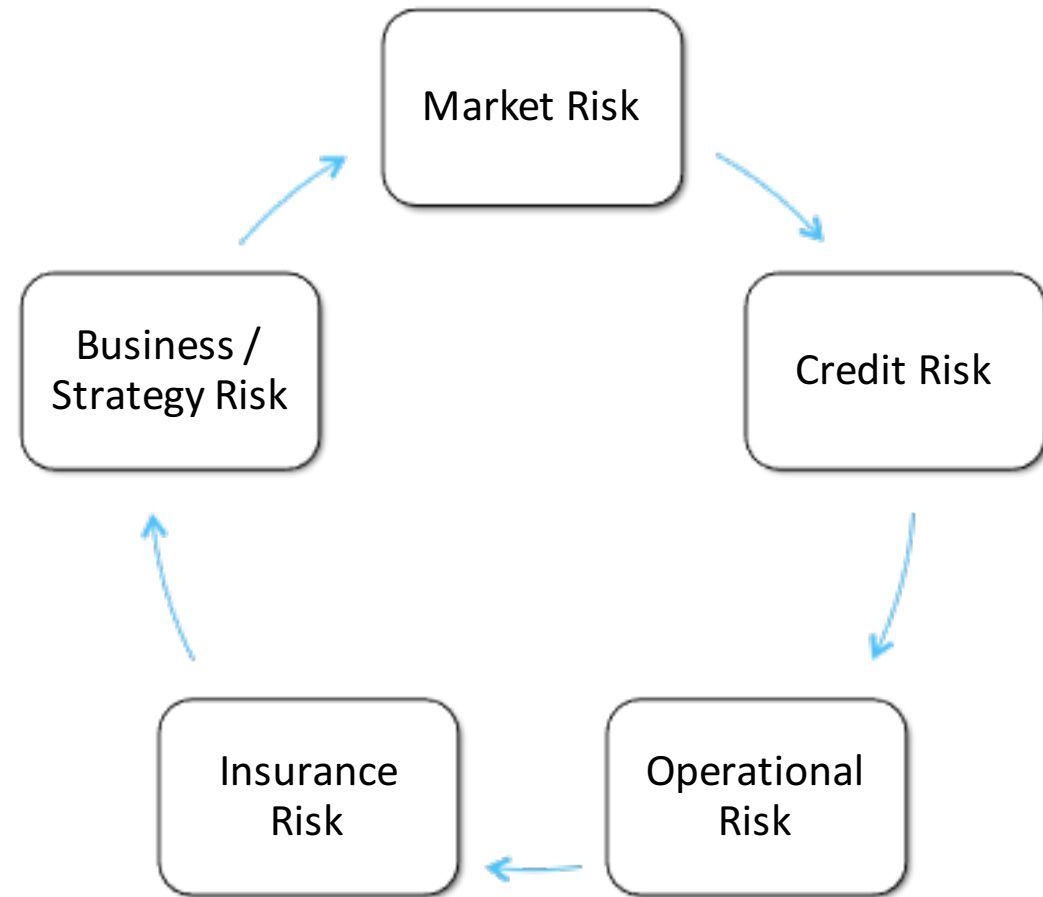 Market Risk
Business /
Strategy Risk
Credit Risk
Insurance
Risk
Operational
Risk